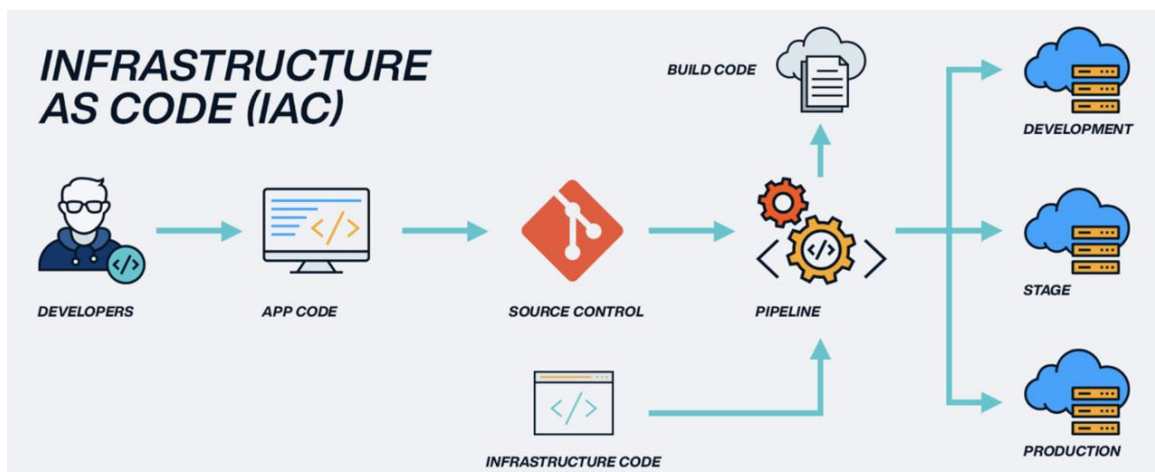 INFRASTRUCTURE
AS CODE (IAC)
BUILD CODE
DEVELOPMENT
DEVELOPERS
APP CODE
SOURCE CONTROL
PIPELINE
STAGE
INFRASTRUCTURE CODE
PRODUCTION